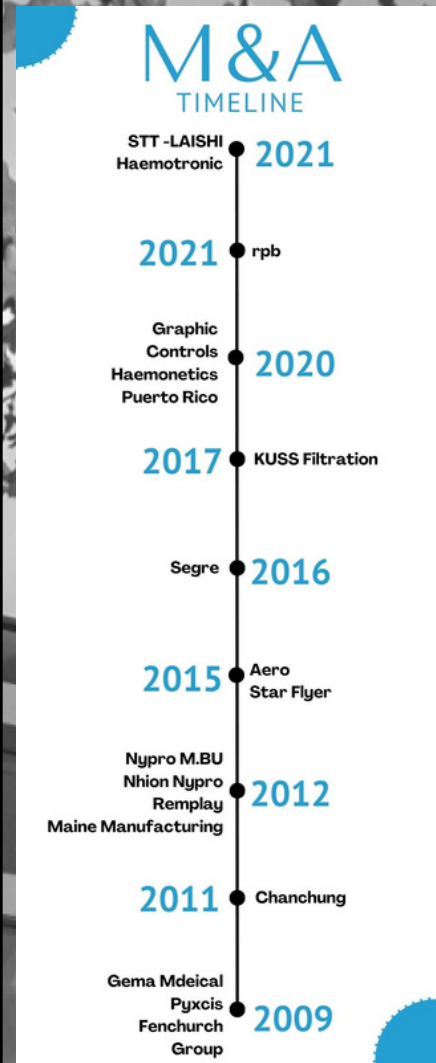 M&A
TIMELINE
STT -LAISHI
Haemotronic
2021
2021
rpb
Graphic
Controls
Haemonetics
Puerto Rico
2020
2017
KUSS Filtration
Segre
2016
2015
Aero
Star Flyer
Nypro M.BU
Nhion Nypro
Remplay
Maine Manufacturing
2012
2011
Chanchung
Gema Mdeical
Pyxcis
Fenchurch
Group
2009